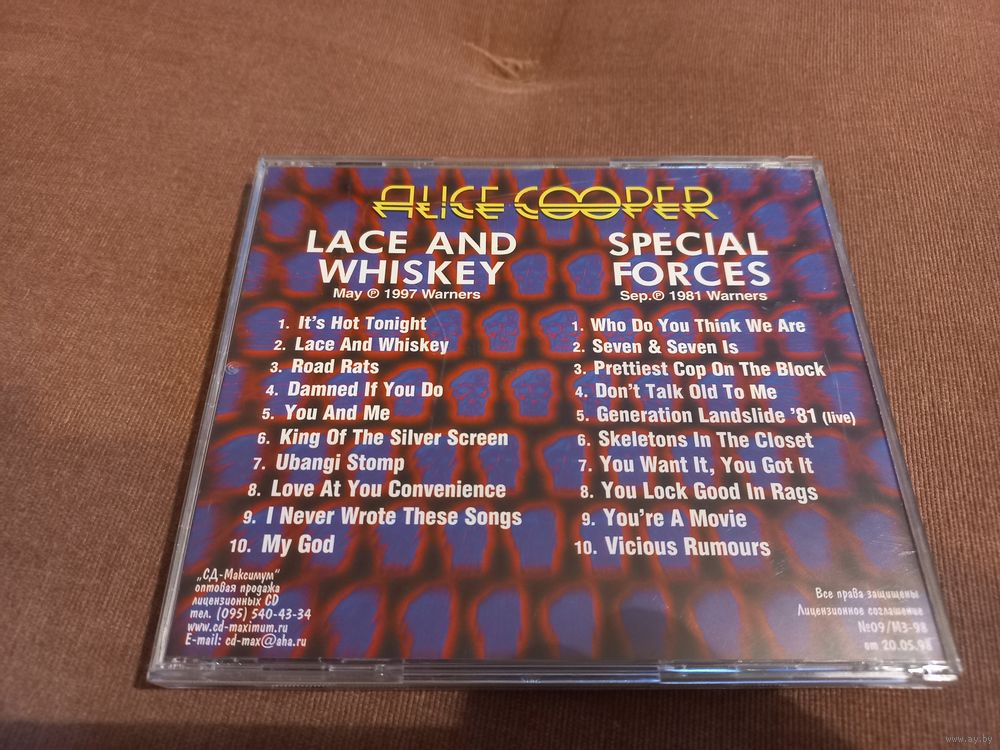 ALICE COOPER
LACE AND
WHISKEY
May ℗ 1997 Warners
1. It's Hot Tonight
2. Lace And Whiskey
3. Road Rats
4. Damned If You Do
5. You And Me
6. King Of The Silver Screen
7. Ubangi Stomp
8. Love At You Convenience
9. I Never Wrote These Songs
10. My God
SPECIAL
FORCES
Sep.℗ 1981 Warners
1. Who Do You Think We Are
2. Seven & Seven Is
3. Prettiest Cop On The Block
4. Don't Talk Old To Me
5. Generation Landslide '81 (live)
6. Skeletons In The Closet
7. You Want It, You Got It
8. You Lock Good In Rags
9. You're A Movie
10. Vicious Rumours
„СД-Максимум“
оптовая продажа
лицензионных CD
тел. (095) 540-43-34
www.cd-maximum.ru
E-mail: cd-max@aha.ru
Все права защищены
Лицензионное соглашение
№09/МЗ-98
от 20.05.98
www.ay.by